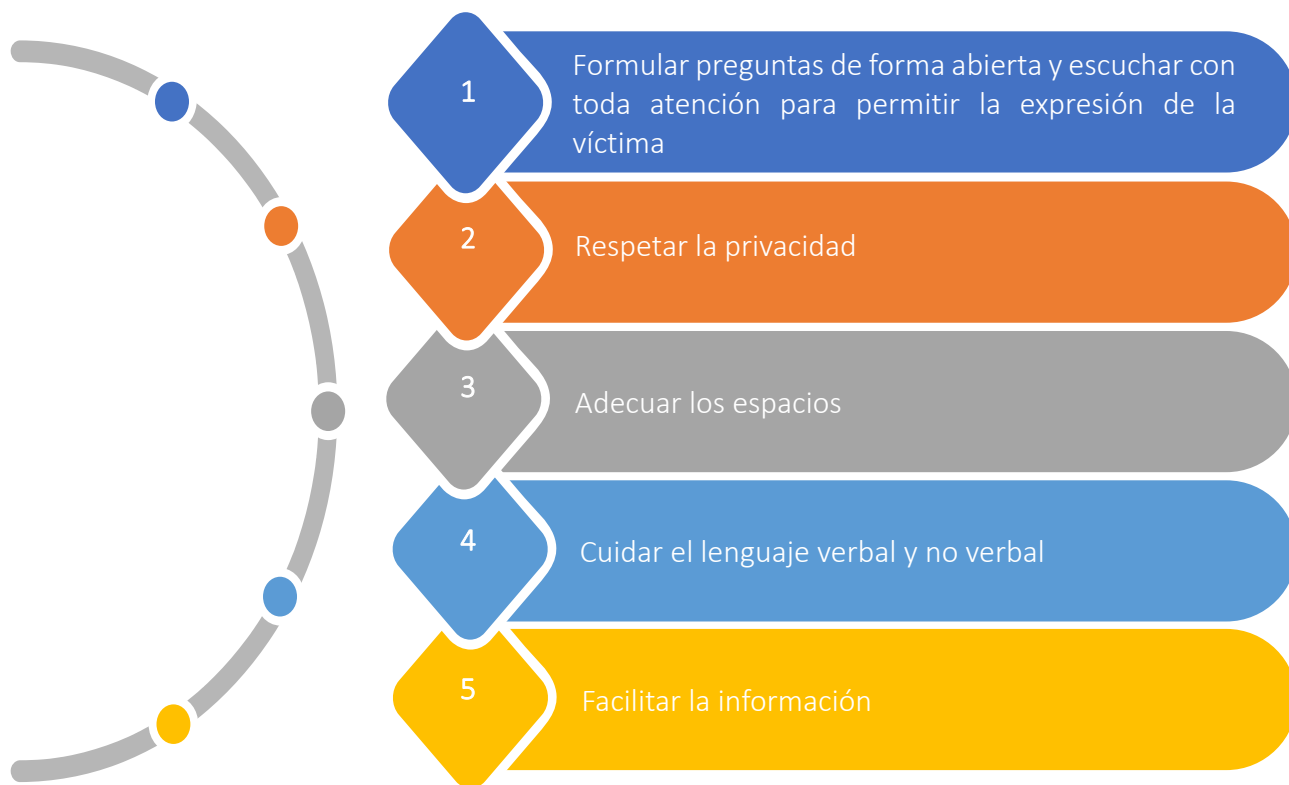 1
Formular preguntas de forma abierta y escuchar con
toda atención para permitir la expresión de la
víctima
2
Respetar la privacidad
3
Adecuar los espacios
4
Cuidar el lenguaje verbal y no verbal
5
Facilitar la información